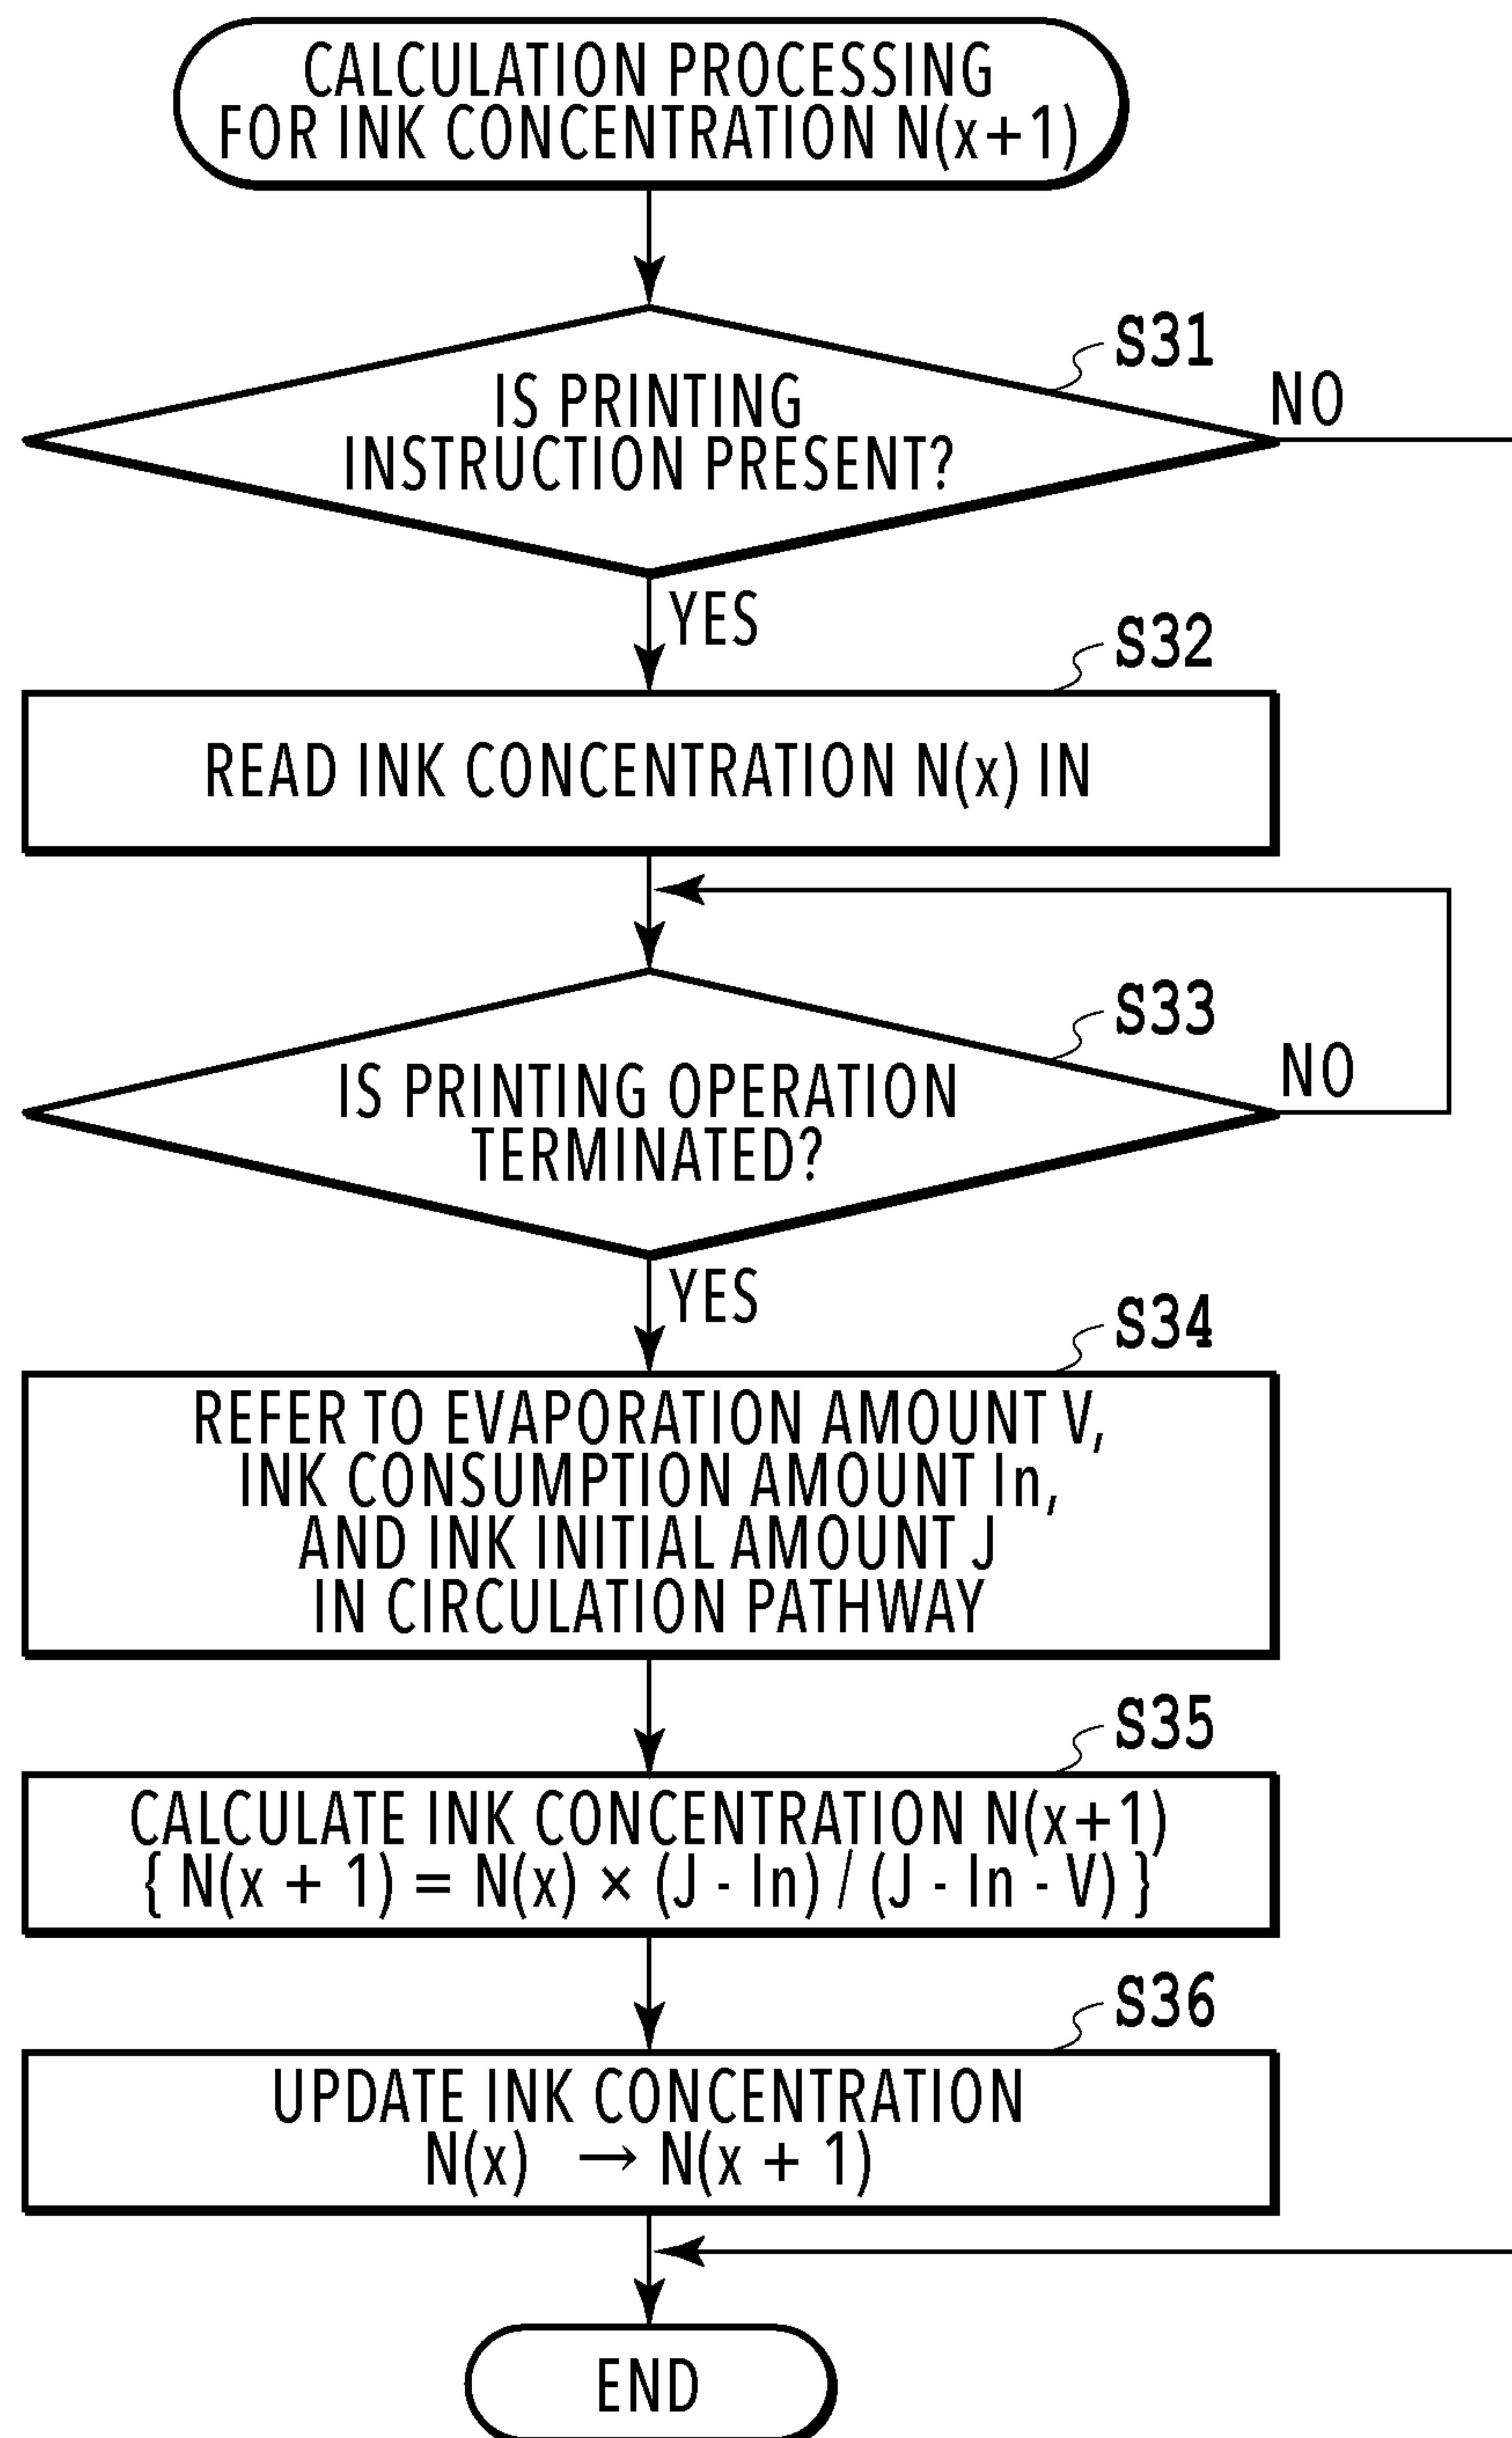 CALCULATION PROCESSING
FOR INK CONCENTRATION N(x+1)
S31
IS PRINTING
INSTRUCTION PRESENT?
NO
YES
S32
READ INK CONCENTRATION N(x) IN
S33
IS PRINTING OPERATION
TERMINATED?
NO
YES
S34
REFER TO EVAPORATION AMOUNT V,
INK CONSUMPTION AMOUNT In,
AND INK INITIAL AMOUNT J
IN CIRCULATION PATHWAY
S35
CALCULATE INK CONCENTRATION N(x+1)
{ N(x + 1) = N(x) × (J - In) / (J - In - V) }
S36
UPDATE INK CONCENTRATION
N(x) → N(x + 1)
END